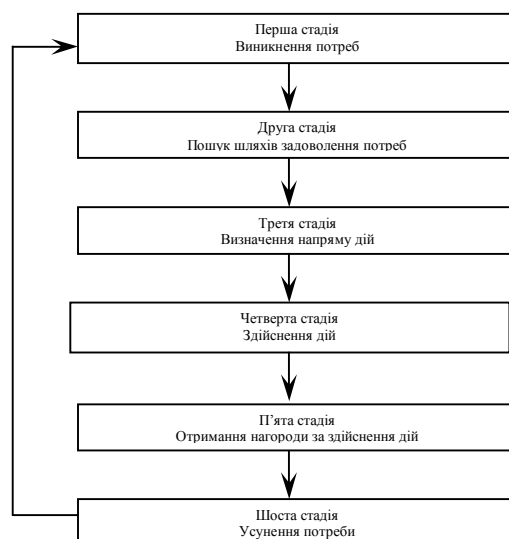 Перша стадія
Виникнення потреб
Друга стадія
Пошук шляхів задоволення потреб
Третя стадія
Визначення напряму дій
Четверта стадія
Здійснення дій
П’ята стадія
Отримання нагороди за здійснення дій
Шоста стадія
Усунення потреби